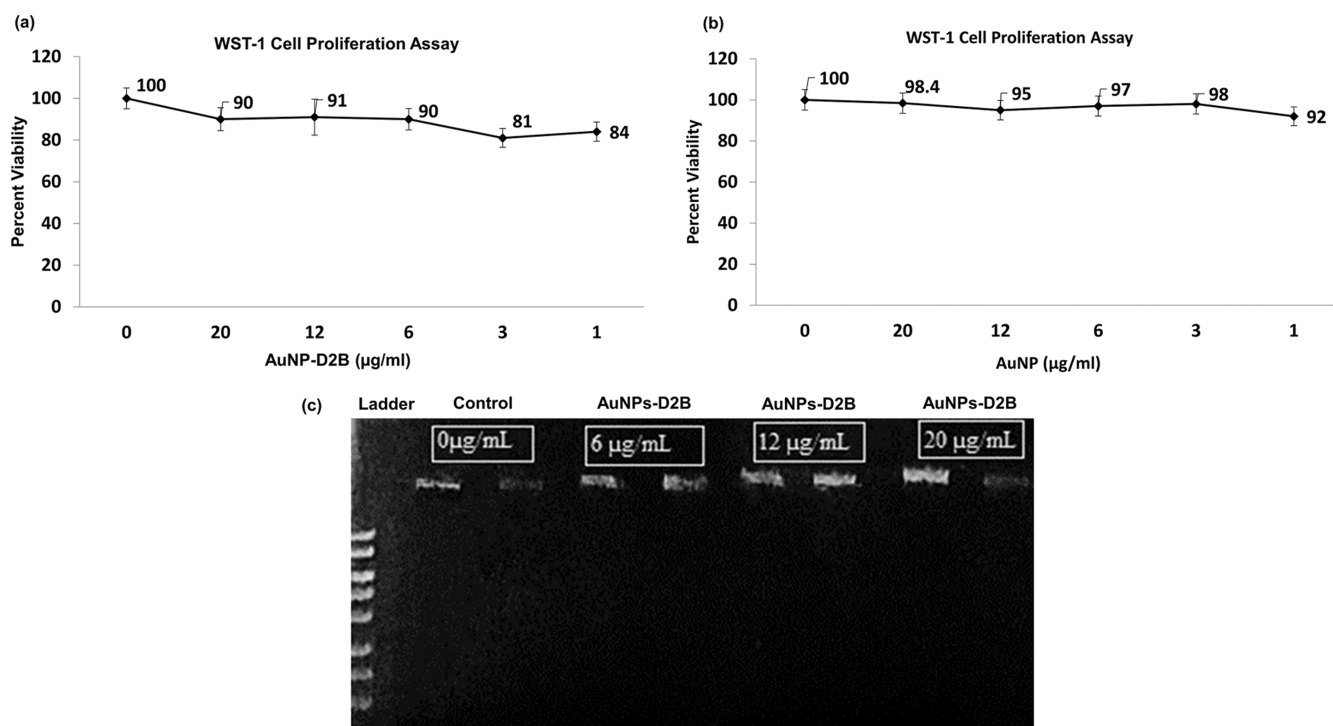 (a)
WST-1 Cell Proliferation Assay
120
100
80
60
40
20
0
Percent Viability
100
90
91
90
81
84
0 20 12 6 3 1
AuNP-D2B (µg/ml)
(b)
WST-1 Cell Proliferation Assay
120
100
80
60
40
20
0
Percent Viability
100
98.4
95
97
98
92
0 20 12 6 3 1
AuNP (µg/ml)
(c)
Ladder Control AuNPs-D2B AuNPs-D2B AuNPs-D2B
0µg/mL 6 µg/mL 12 µg/mL 20 µg/mL